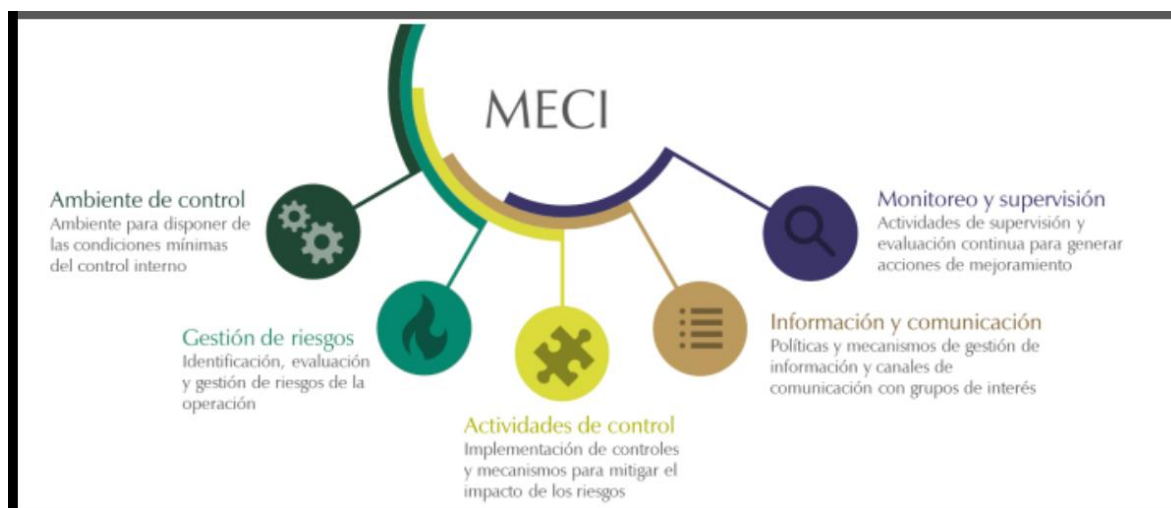 MECI
Ambiente de control
Ambiente para disponer de
las condiciones mínimas
del control interno
Gestión de riesgos
Identificación, evaluación
y gestión de riesgos de la
operación
Actividades de control
Implementación de controles
y mecanismos para mitigar el
impacto de los riesgos
Información y comunicación
Políticas y mecanismos de gestión de
información y canales de
comunicación con grupos de interés
Monitoreo y supervisión
Actividades de supervisión y
evaluación continua para generar
acciones de mejoramiento